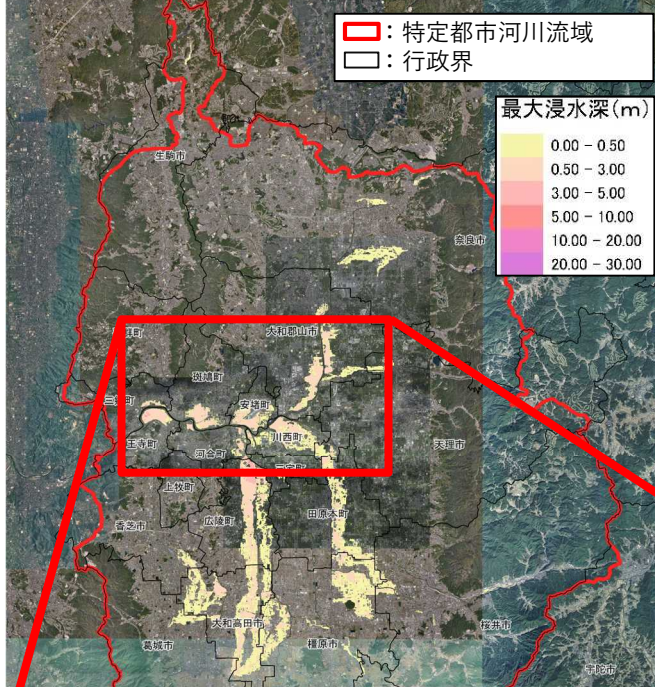 ：特定都市河川流域
：行政界
最大浸水深(m)
0.00 – 0.50
0.50 – 3.00
3.00 – 5.00
5.00 – 10.00
10.00 – 20.00
20.00 – 30.00
生駒市
奈良市
大和郡山市
斑鳩町
安堵町
王寺町
川西町
天理市
河合町
上牧町
広陵町
田原本町
香芝市
大和高田市
桜井市
葛城市
橿原市
宇陀市